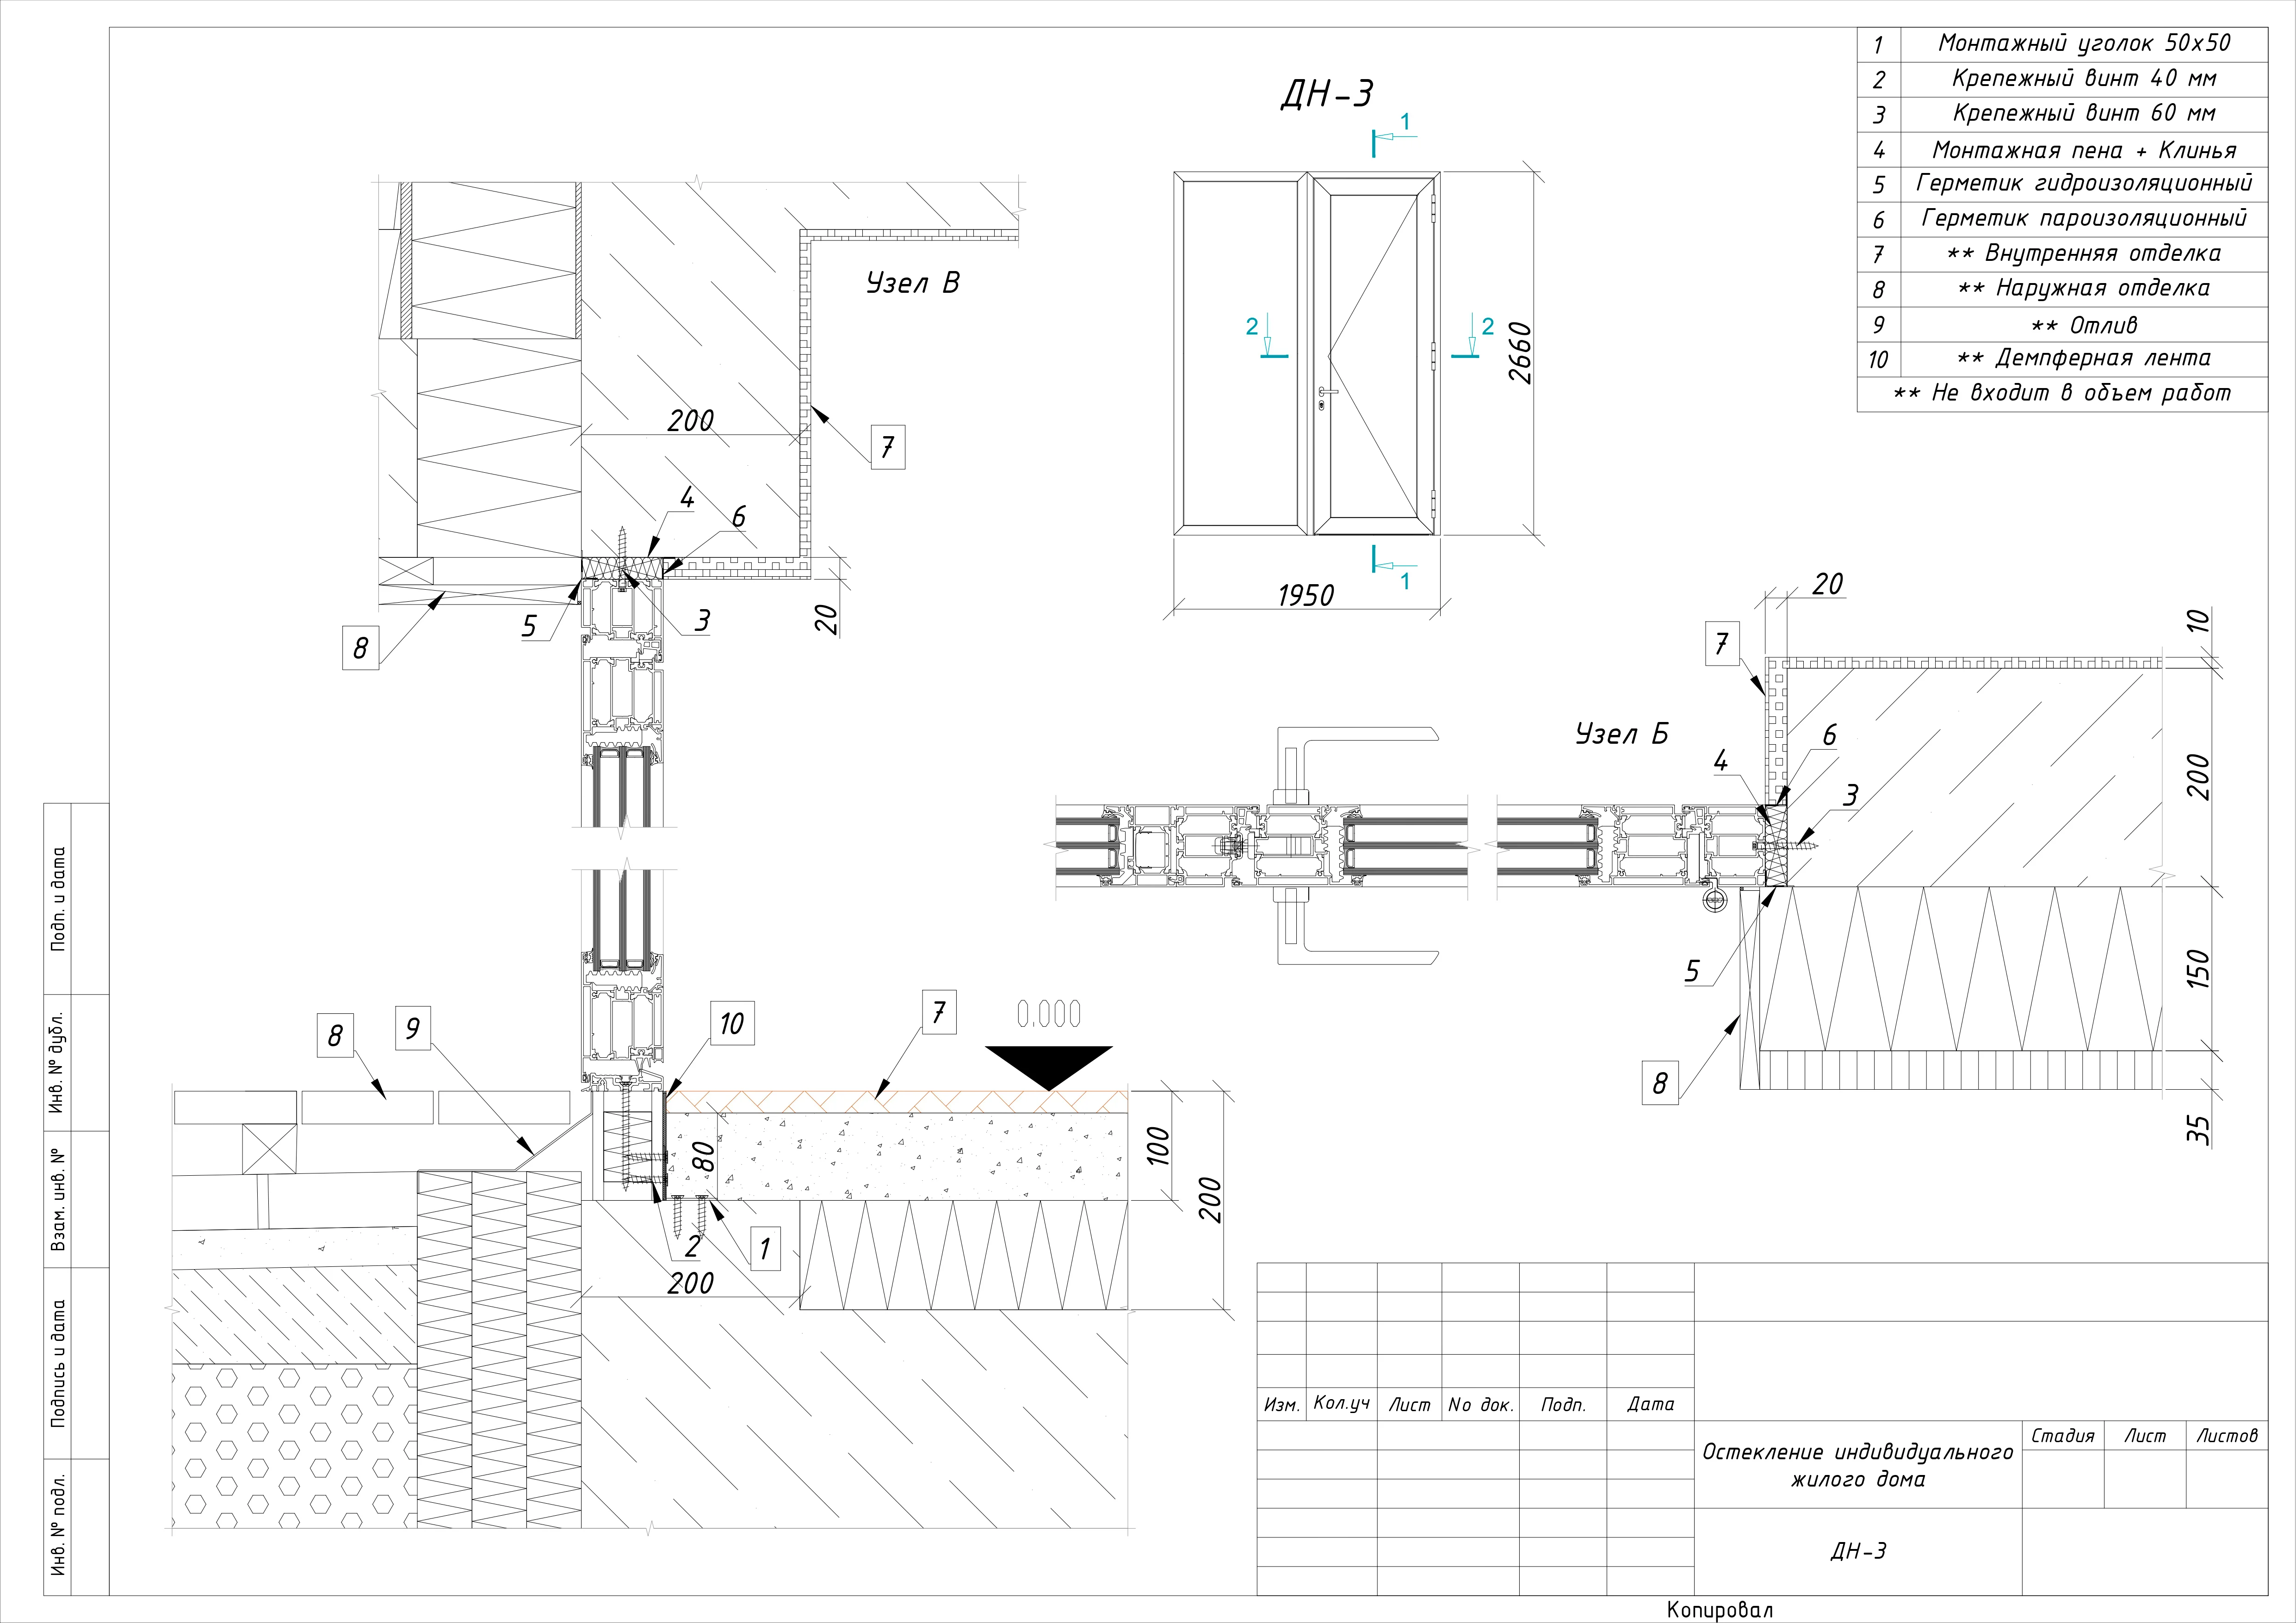 ДН-3
1
1
2
2
2660
1950
1 Монтажный уголок 50х50
2 Крепежный винт 40 мм
3 Крепежный винт 60 мм
4 Монтажная пена + Клинья
5 Герметик гидроизоляционный
6 Герметик пароизоляционный
7 ** Внутренняя отделка
8 ** Наружная отделка
9 ** Отлив
10 ** Демпферная лента
** Не входит в объем работ
Узел В
200
7
4
6
5
3
20
8
8
9
10
7
0,000
80
100
200
2
1
200
Узел Б
20
10
7
6
4
3
200
5
150
8
35
Изм. Кол.уч Лист No док. Подп. Дата
Остекление индивидуального
жилого дома
Стадия Лист Листов
ДН-3
Копировал
Подп. и дата
Инв. № дубл.
Взам. инв. №
Подпись и дата
Инв. № подл.